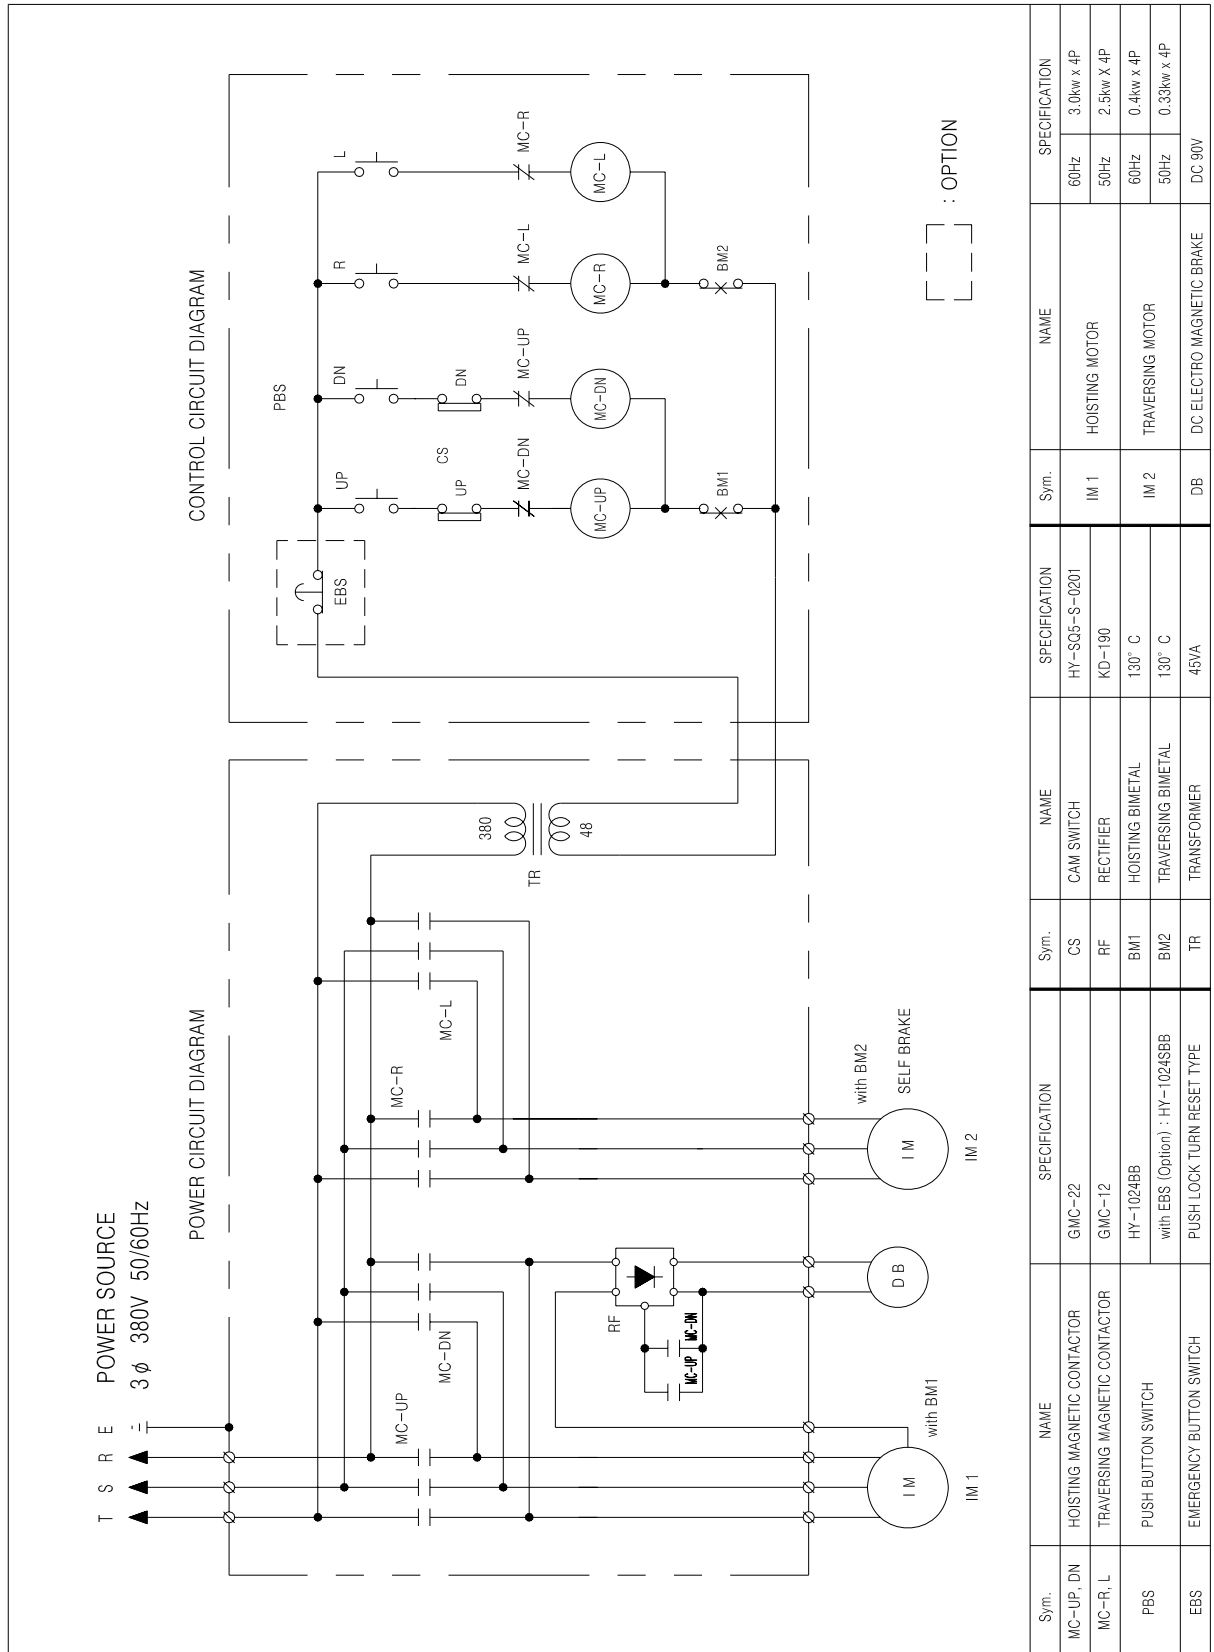 POWER SOURCE
3ϕ 380V 50/60Hz
T S R E
POWER CIRCUIT DIAGRAM
MC-UP
MC-DN
MC-R
MC-L
380
TR
48
RF
MC-UP
MC-DN
IM
IM 1
with BM1
D B
IM
IM 2
with BM2
SELF BRAKE
CONTROL CIRCUIT DIAGRAM
EBS
PBS
UP
DN
R
L
CS
UP
DN
MC-DN
MC-UP
MC-L
MC-R
MC-UP
MC-DN
MC-R
MC-L
BM1
BM2
: OPTION
Sym. NAME SPECIFICATION Sym. NAME SPECIFICATION Sym. NAME SPECIFICATION
MC-UP, DN HOISTING MAGNETIC CONTACTOR GMC-22 CS CAM SWITCH HY-SQ5-S-0201 IM 1 HOISTING MOTOR 60Hz 3.0kw x 4P
MC-R, L TRAVERSING MAGNETIC CONTACTOR GMC-12 RF RECTIFIER KD-190 50Hz 2.5kw X 4P
PBS PUSH BUTTON SWITCH HY-1024BB BM1 HOISTING BIMETAL 130° C IM 2 TRAVERSING MOTOR 60Hz 0.4kw x 4P
with EBS (Option) : HY-1024SBB BM2 TRAVERSING BIMETAL 130° C 50Hz 0.33kw x 4P
EBS EMERGENCY BUTTON SWITCH PUSH LOCK TURN RESET TYPE TR TRANSFORMER 45VA DB DC ELECTRO MAGNETIC BRAKE DC 90V